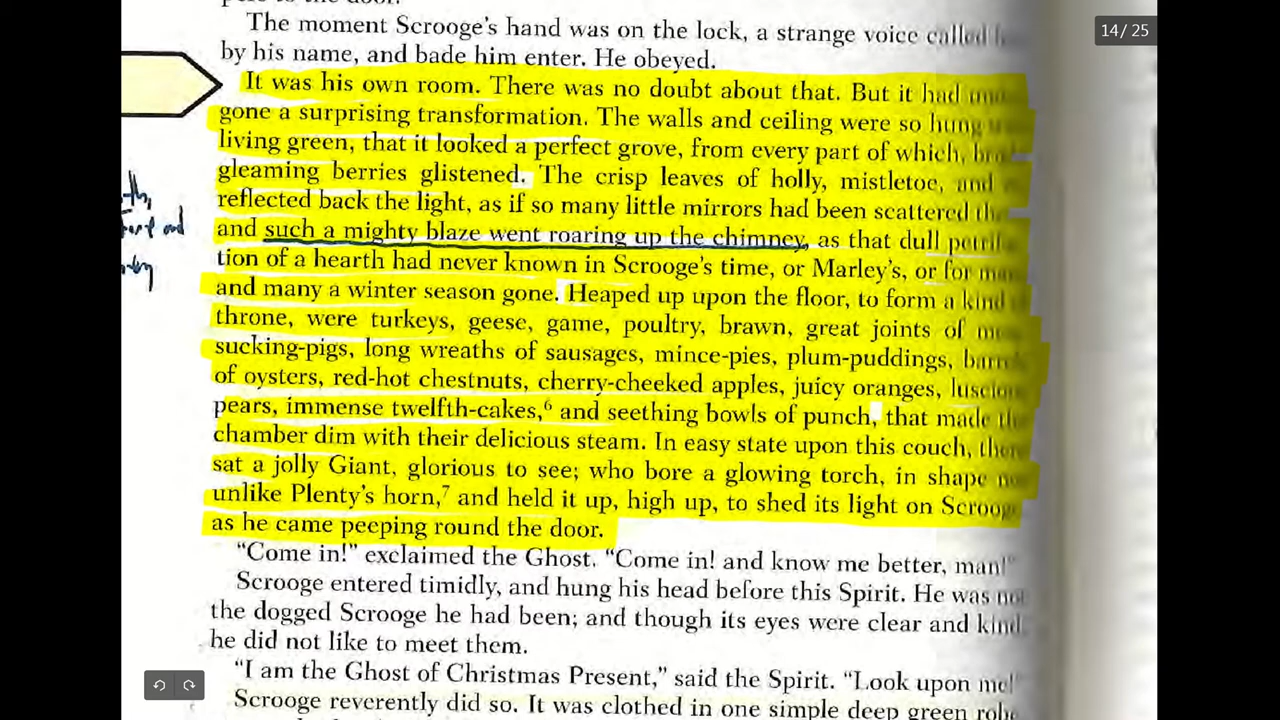 to the door.
The moment Scrooge's hand was on the lock, a strange voice called
by his name, and bade him enter. He obeyed.
It was his own room. There was no doubt about that. But it had
gone a surprising transformation. The walls and ceiling were so hung
living green, that it looked a perfect grove, from every part of which,
gleaming berries glistened. The crisp leaves of holly, mistletoe, and
reflected back the light, as if so many little mirrors had been scattered
and such a mighty blaze went roaring up the chimney, as that dull
tion of a hearth had never known in Scrooge's time, or Marley's, or for
and many a winter season gone. Heaped up upon the floor, to form a kind
throne, were turkeys, geese, game, poultry, brawn, great joints of
sucking-pigs, long wreaths of sausages, mince-pies, plum-puddings,
of oysters, red-hot chestnuts, cherry-cheeked apples, juicy oranges,
pears, immense twelfth-cakes,⁶ and seething bowls of punch, that made
chamber dim with their delicious steam. In easy state upon this couch,
sat a jolly Giant, glorious to see; who bore a glowing torch, in shape
unlike Plenty's horn,⁷ and held it up, high up, to shed its light on
as he came peeping round the door.
"Come in!" exclaimed the Ghost. "Come in! and know me better, man!"
Scrooge entered timidly, and hung his head before this Spirit. He was
the dogged Scrooge he had been; and though its eyes were clear and kind,
he did not like to meet them.
"I am the Ghost of Christmas Present," said the Spirit. "Look upon me!"
Scrooge reverently did so. It was clothed in one simple deep green
14 / 25